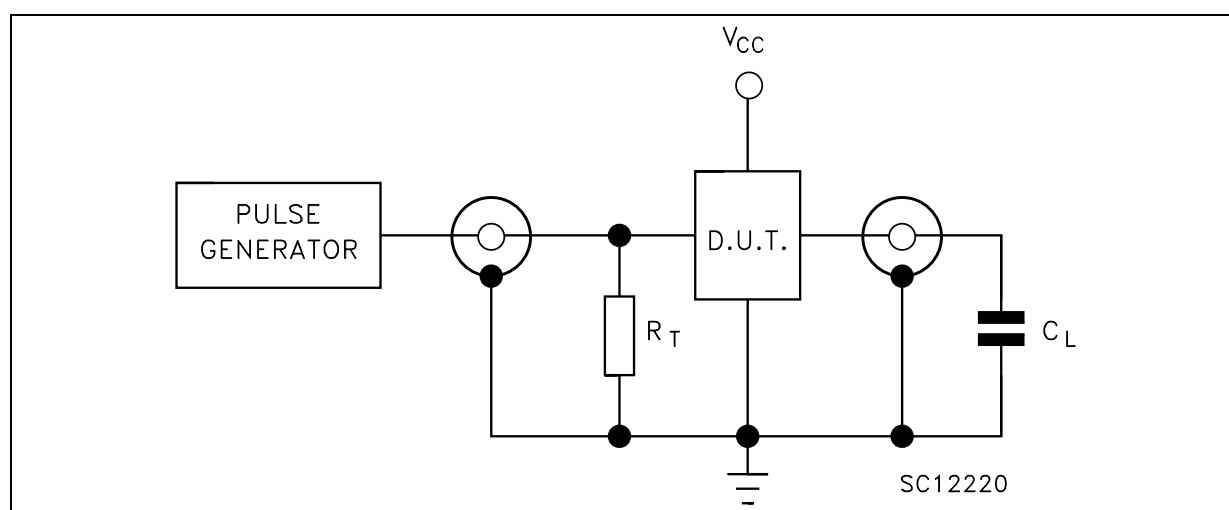 VCC
PULSE
GENERATOR
D.U.T.
RT
CL
SC12220